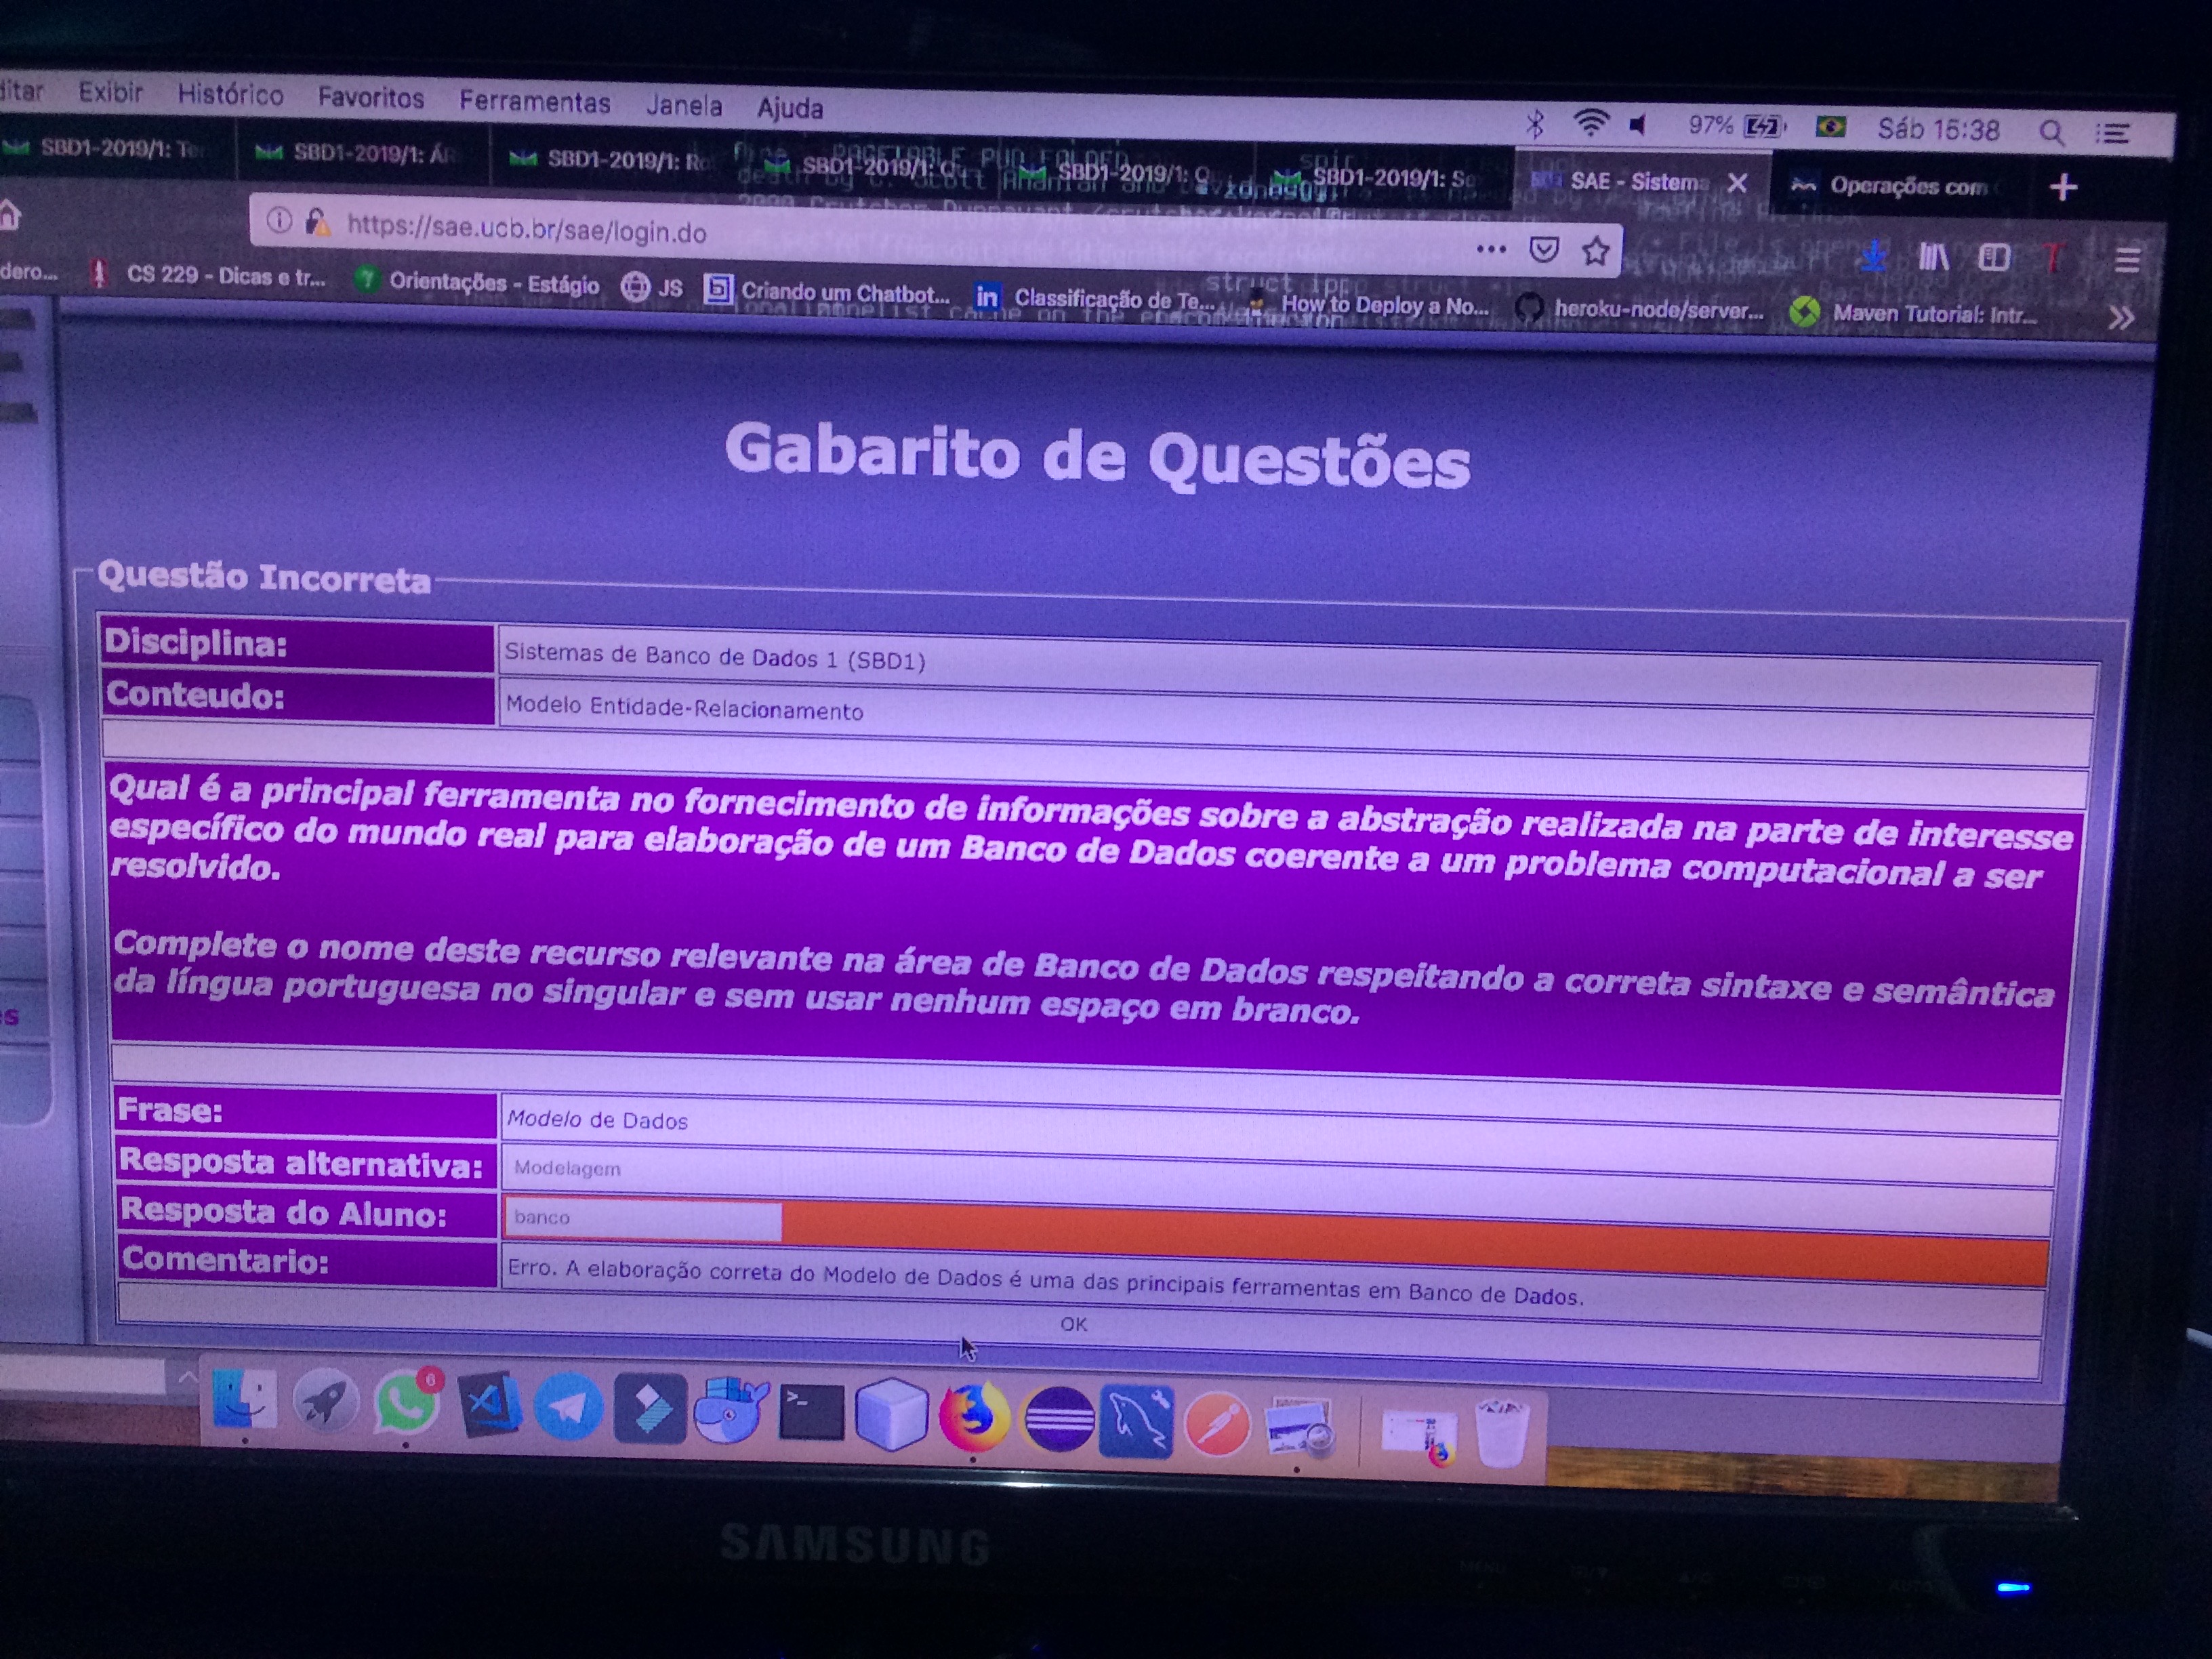 Exibir Histórico Favoritos Ferramentas Janela Ajuda 97% Sáb 15:38
SBD1-2019/1: SBD1-2019/1: ÁR SBD1-2019/1: SBD1-2019/1: SBD1-2019/1: Q SBD1-2019/1: SAE - Sistema Operações com
https://sae.ucb.br/sae/login.do
dero... CS 229 - Dicas e tr... Orientações - Estágio JS Criando um Chatbot... in Classificação de Te... How to Deploy a No... heroku-node/server... Maven Tutorial: Intr...
Gabarito de Questões
Questão Incorreta
Disciplina: Sistemas de Banco de Dados 1 (SBD1)
Conteudo: Modelo Entidade-Relacionamento
Qual é a principal ferramenta no fornecimento de informações sobre a abstração realizada na parte de interesse
específico do mundo real para elaboração de um Banco de Dados coerente a um problema computacional a ser
resolvido.
Complete o nome deste recurso relevante na área de Banco de Dados respeitando a correta sintaxe e semântica
da língua portuguesa no singular e sem usar nenhum espaço em branco.
Frase: Modelo de Dados
Resposta alternativa: Modelagem
Resposta do Aluno: banco
Comentario: Erro. A elaboração correta do Modelo de Dados é uma das principais ferramentas em Banco de Dados.
OK
6
SAMSUNG
MENU